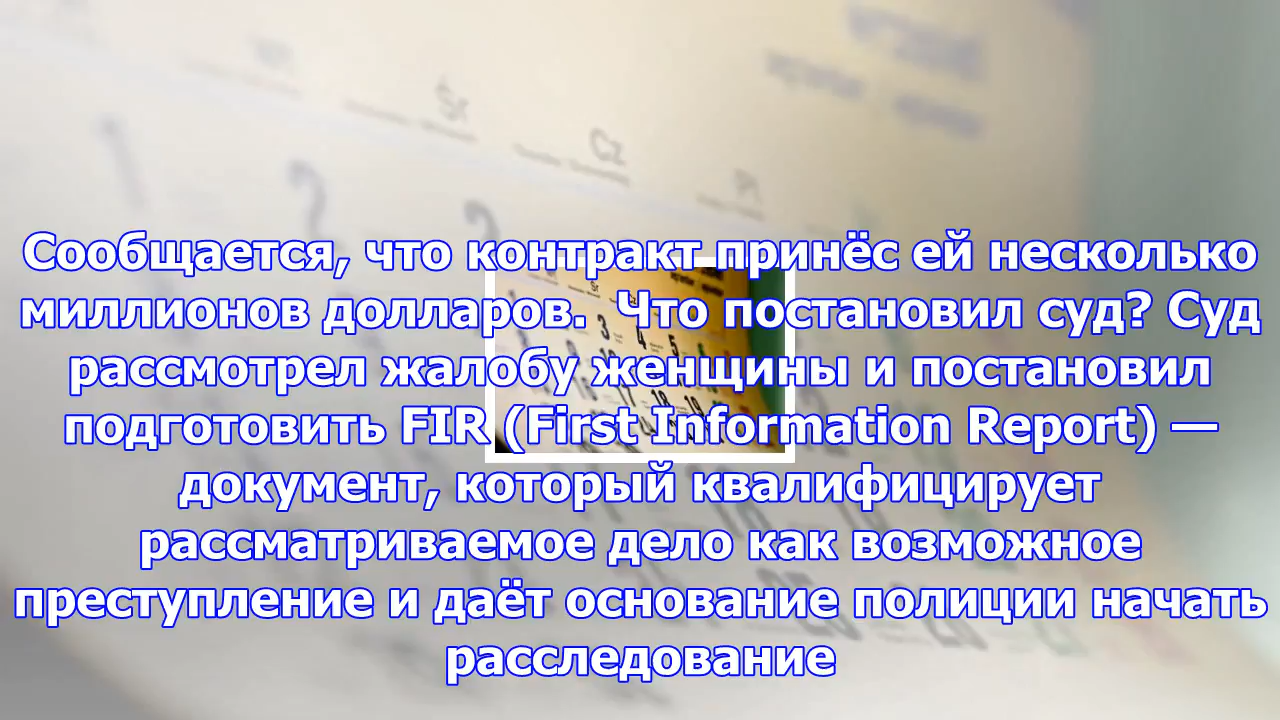 Сообщается, что контракт принёс ей несколько
миллионов долларов.  Что постановил суд? Суд
рассмотрел жалобу женщины и постановил
подготовить FIR (First Information Report) —
документ, который квалифицирует
рассматриваемое дело как возможное
преступление и даёт основание полиции начать
расследование